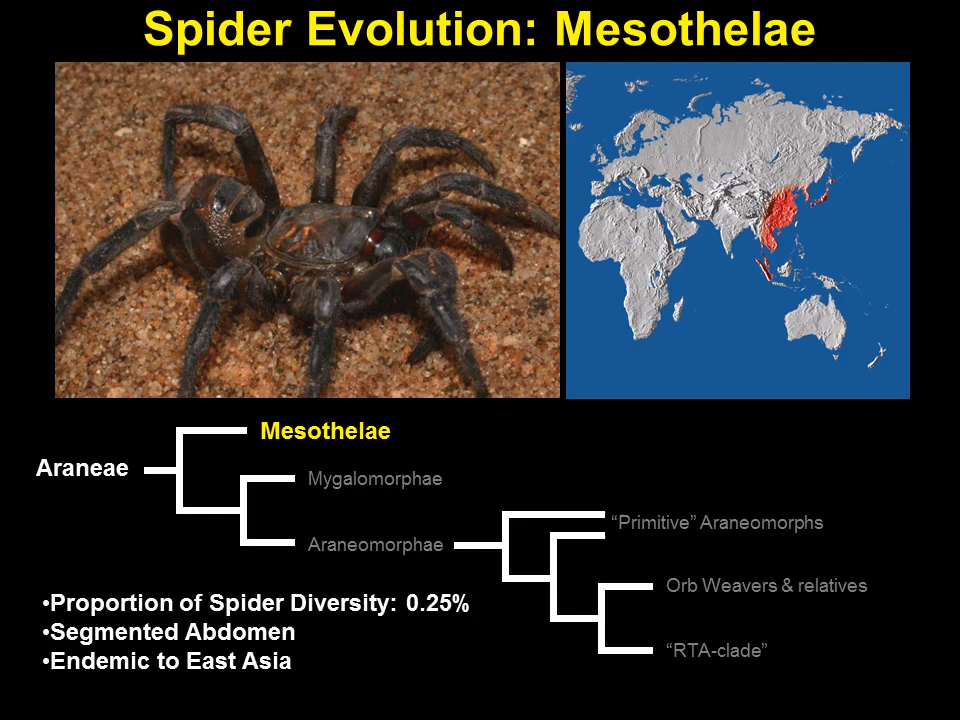 Spider Evolution: Mesothelae
Mesothelae
Araneae
Mygalomorphae
“Primitive” Araneomorphs
Araneomorphae
Orb Weavers & relatives
•Proportion of Spider Diversity: 0.25%
•Segmented Abdomen
“RTA-clade”
•Endemic to East Asia